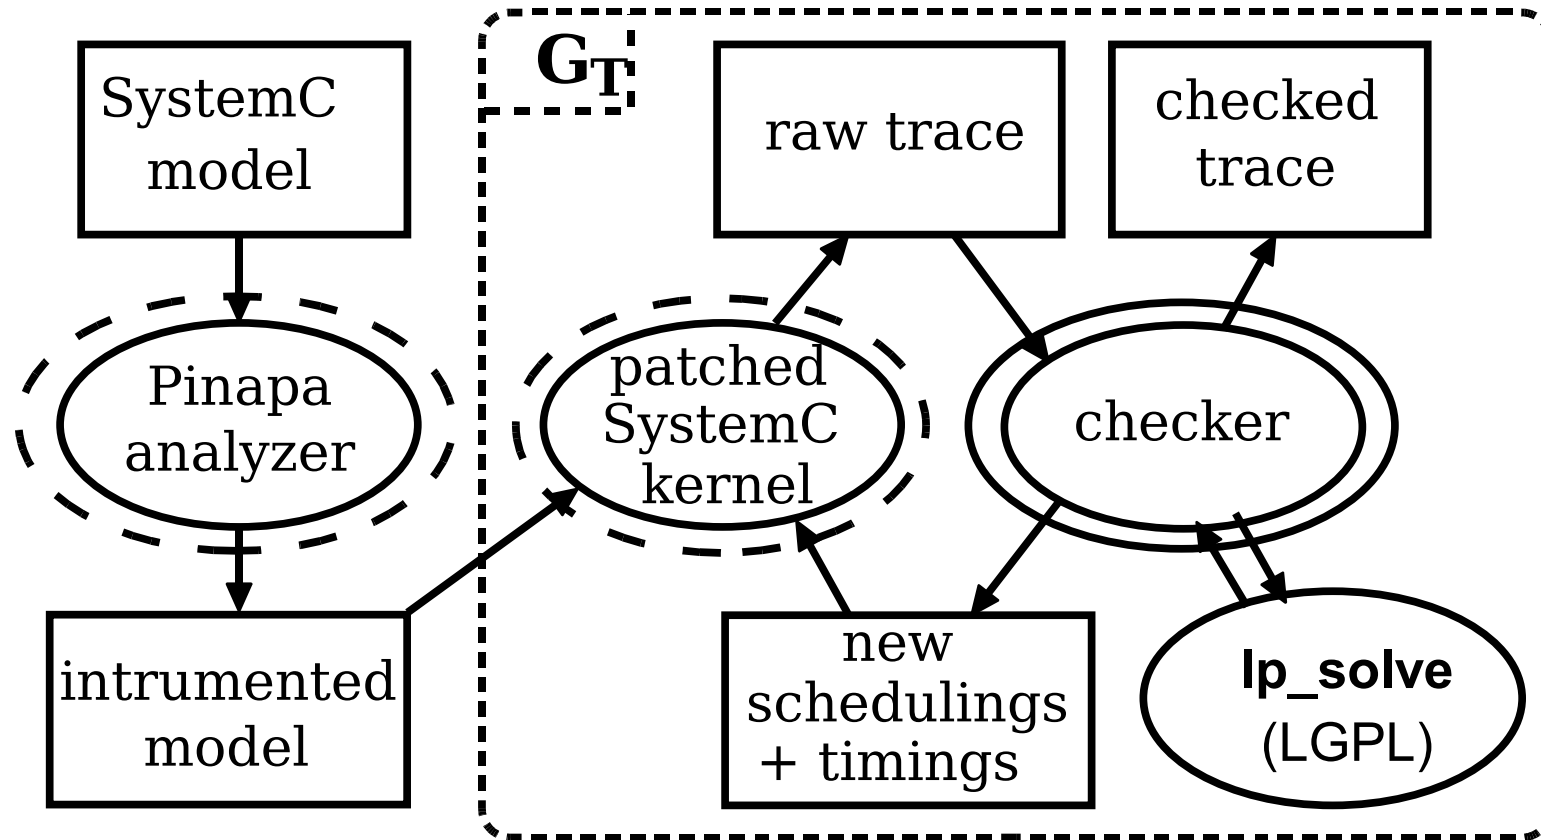 SystemC
model
G_T
raw trace
checked
trace
Pinapa
analyzer
patched
SystemC
kernel
checker
intrumented
model
new
schedulings
+ timings
lp_solve
(LGPL)